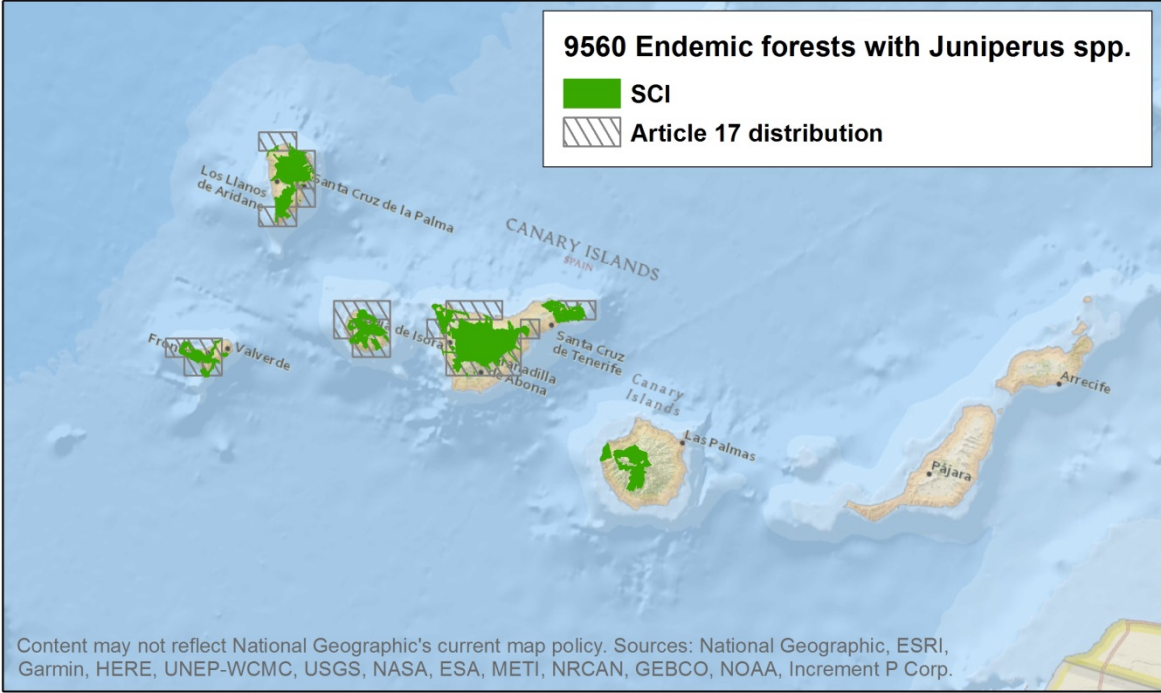 9560 Endemic forests with Juniperus spp.
SCI
Article 17 distribution
Los Llanos
de Aridane
Santa Cruz de la Palma
CANARY ISLANDS
SPAIN
de Isora
Santa Cruz
de Tenerife
Valverde
de Abona
Canary
Islands
Arrecife
Las Palmas
Pájara
Content may not reflect National Geographic's current map policy. Sources: National Geographic, ESRI,
Garmin, HERE, UNEP-WCMC, USGS, NASA, ESA, METI, NRCAN, GEBCO, NOAA, Increment P Corp.